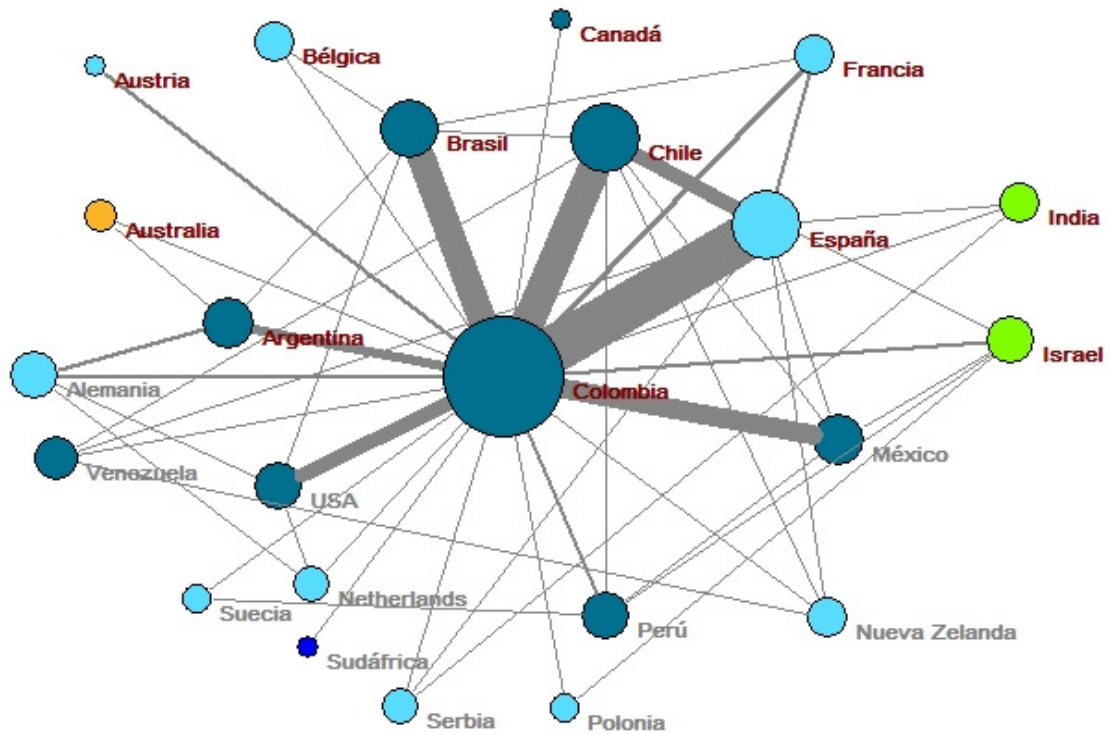 Canadá
Bélgica
Francia
Austria
Brasil
Chile
India
Australia
España
Argentina
Israel
Alemania
Colombia
México
Venezuela
USA
Netherlands
Suecia
Perú
Nueva Zelanda
Sudáfrica
Serbia
Polonia